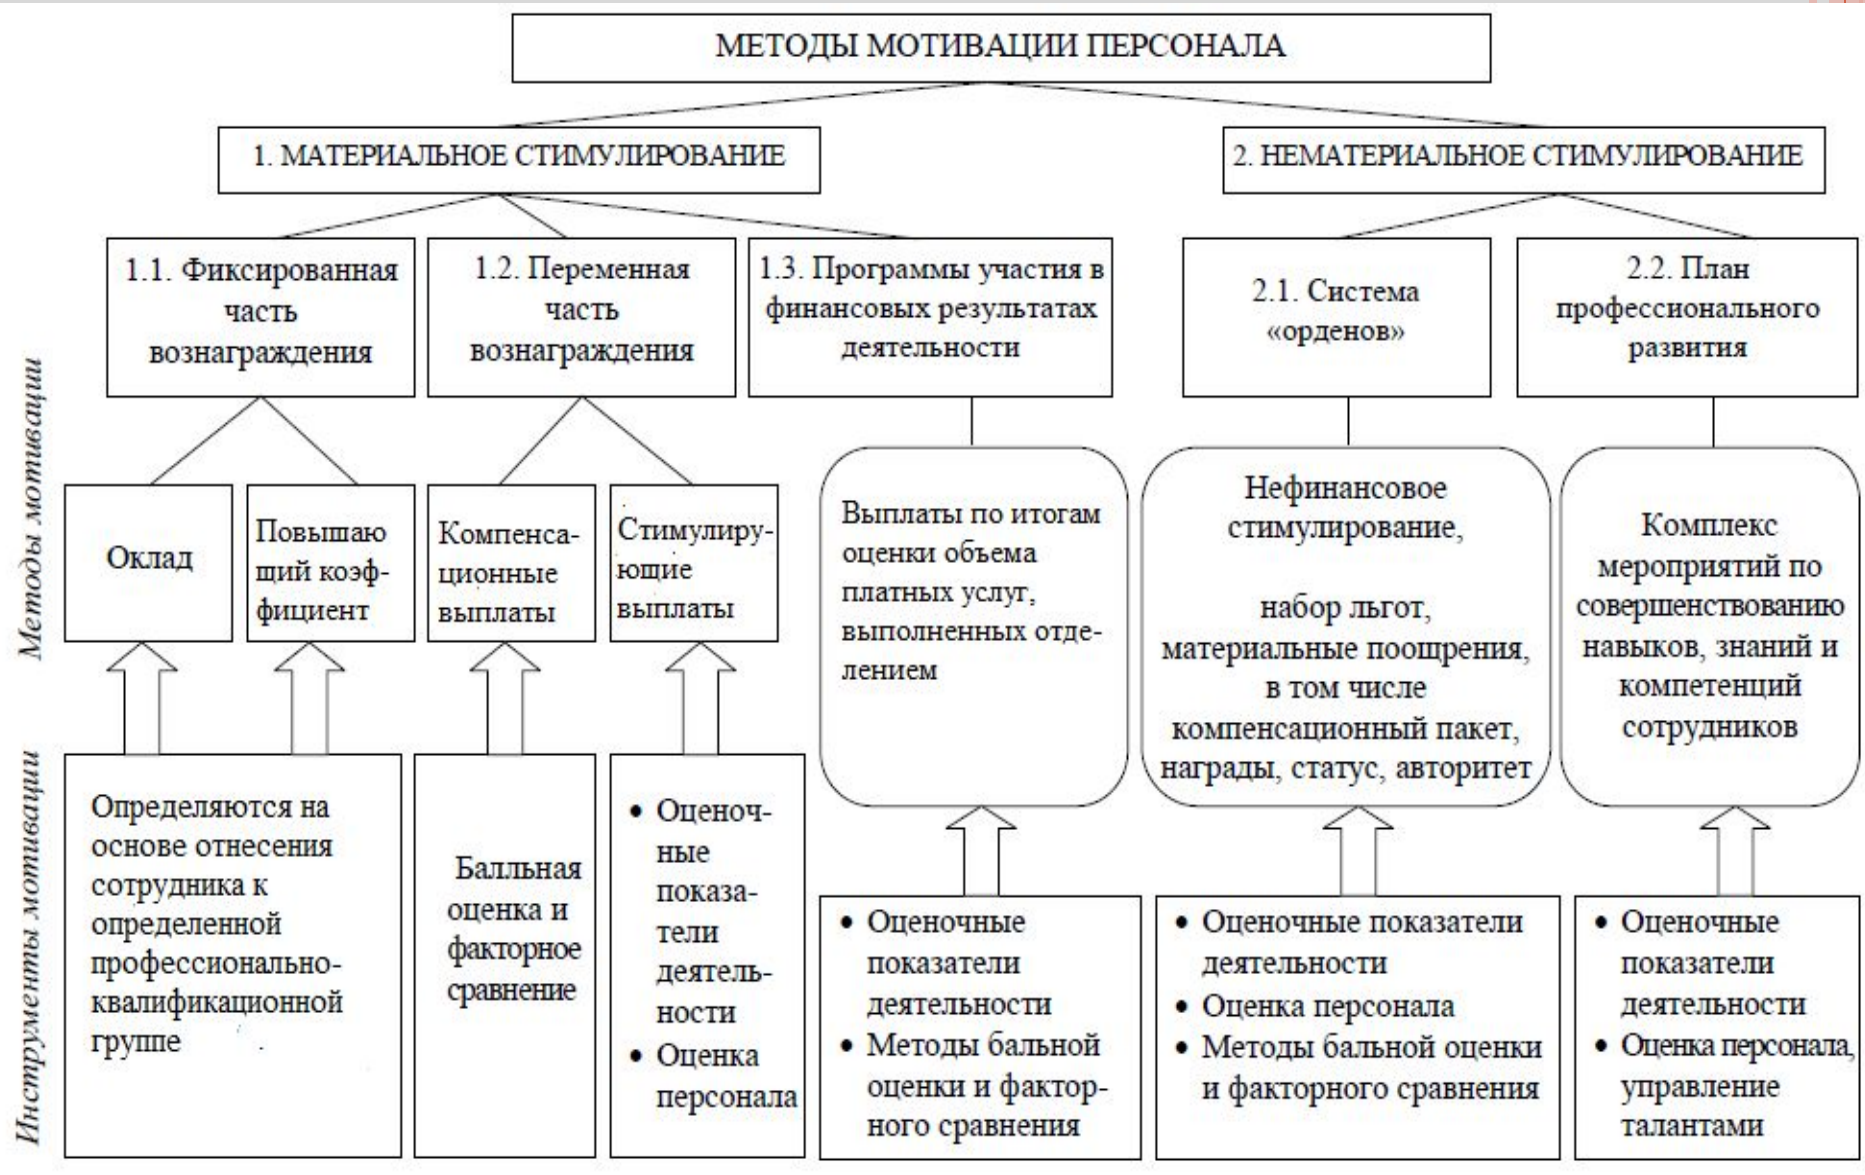 МЕТОДЫ МОТИВАЦИИ ПЕРСОНАЛА
1. МАТЕРИАЛЬНОЕ СТИМУЛИРОВАНИЕ
2. НЕМАТЕРИАЛЬНОЕ СТИМУЛИРОВАНИЕ
1.1. Фиксированная
часть
вознаграждения
1.2. Переменная
часть
вознаграждения
1.3. Программы участия в
финансовых результатах
деятельности
2.1. Система
«орденов»
2.2. План
профессионального
развития
Методы мотивации
Оклад
Повышаю
щий коэф-
фициент
Компенса-
ционные
выплаты
Стимулиру-
ющие
выплаты
Выплаты по итогам
оценки объема
платных услуг,
выполненных отде-
лением
Нефинансовое
стимулирование,
набор льгот,
материальные поощрения,
в том числе
компенсационный пакет,
награды, статус, авторитет
Комплекс
мероприятий по
совершенствованию
навыков, знаний и
компетенций
сотрудников
Инструменты мотивации
Определяются на
основе отнесения
сотрудника к
определенной
профессионально-
квалификационной
группе
Балльная
оценка и
факторное
сравнение
• Оценоч-
ные
показа-
тели
деятель-
ности
• Оценка
персонала
• Оценочные
показатели
деятельности
• Методы бальной
оценки и фактор-
ного сравнения
• Оценочные показатели
деятельности
• Оценка персонала
• Методы бальной оценки
и факторного сравнения
• Оценочные
показатели
деятельности
• Оценка персонала,
управление
талантами